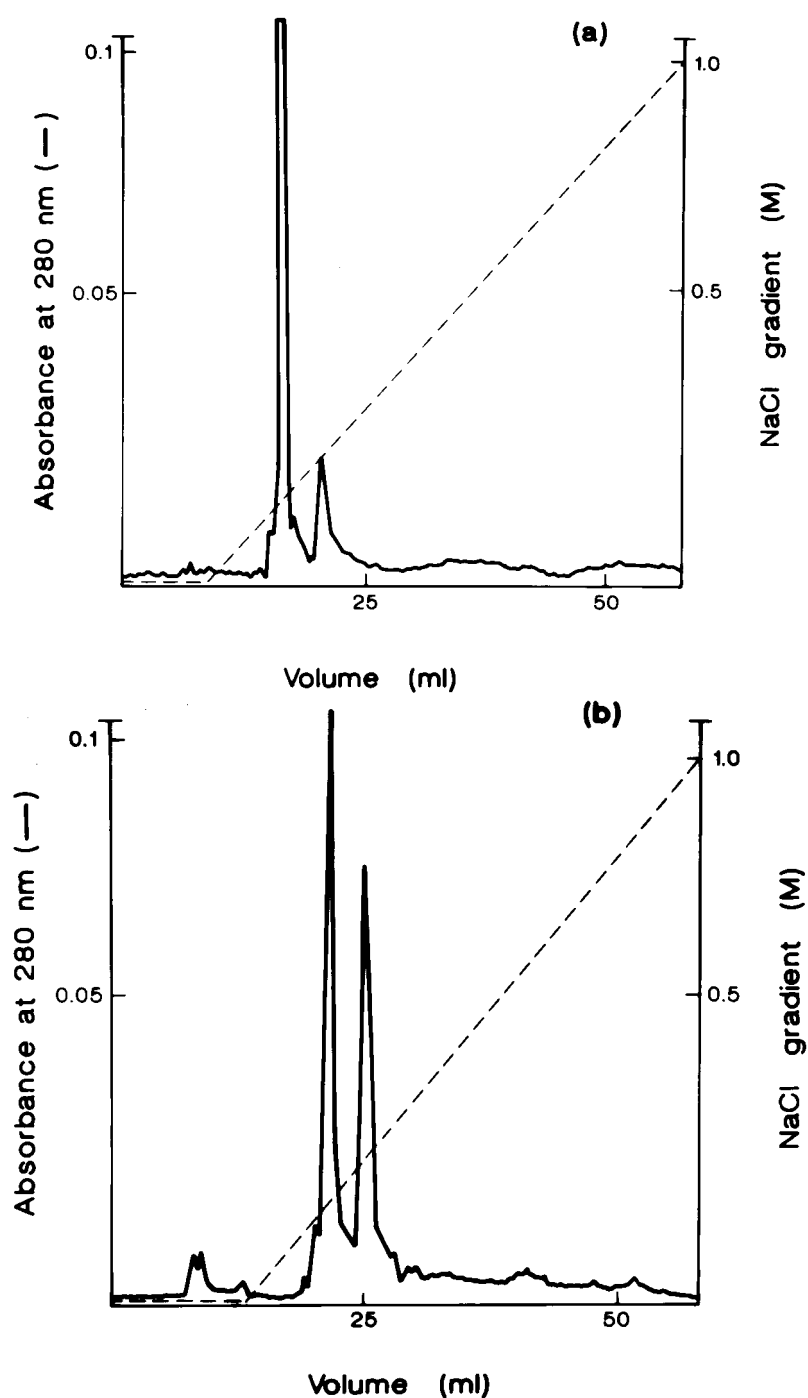 (a)
0.1
1.0
Absorbance at 280 nm (—)
0.05
0.5
NaCl gradient (M)
25
50
Volume (ml)
(b)
0.1
1.0
Absorbance at 280 nm (—)
0.05
0.5
NaCl gradient (M)
25
50
Volume (ml)